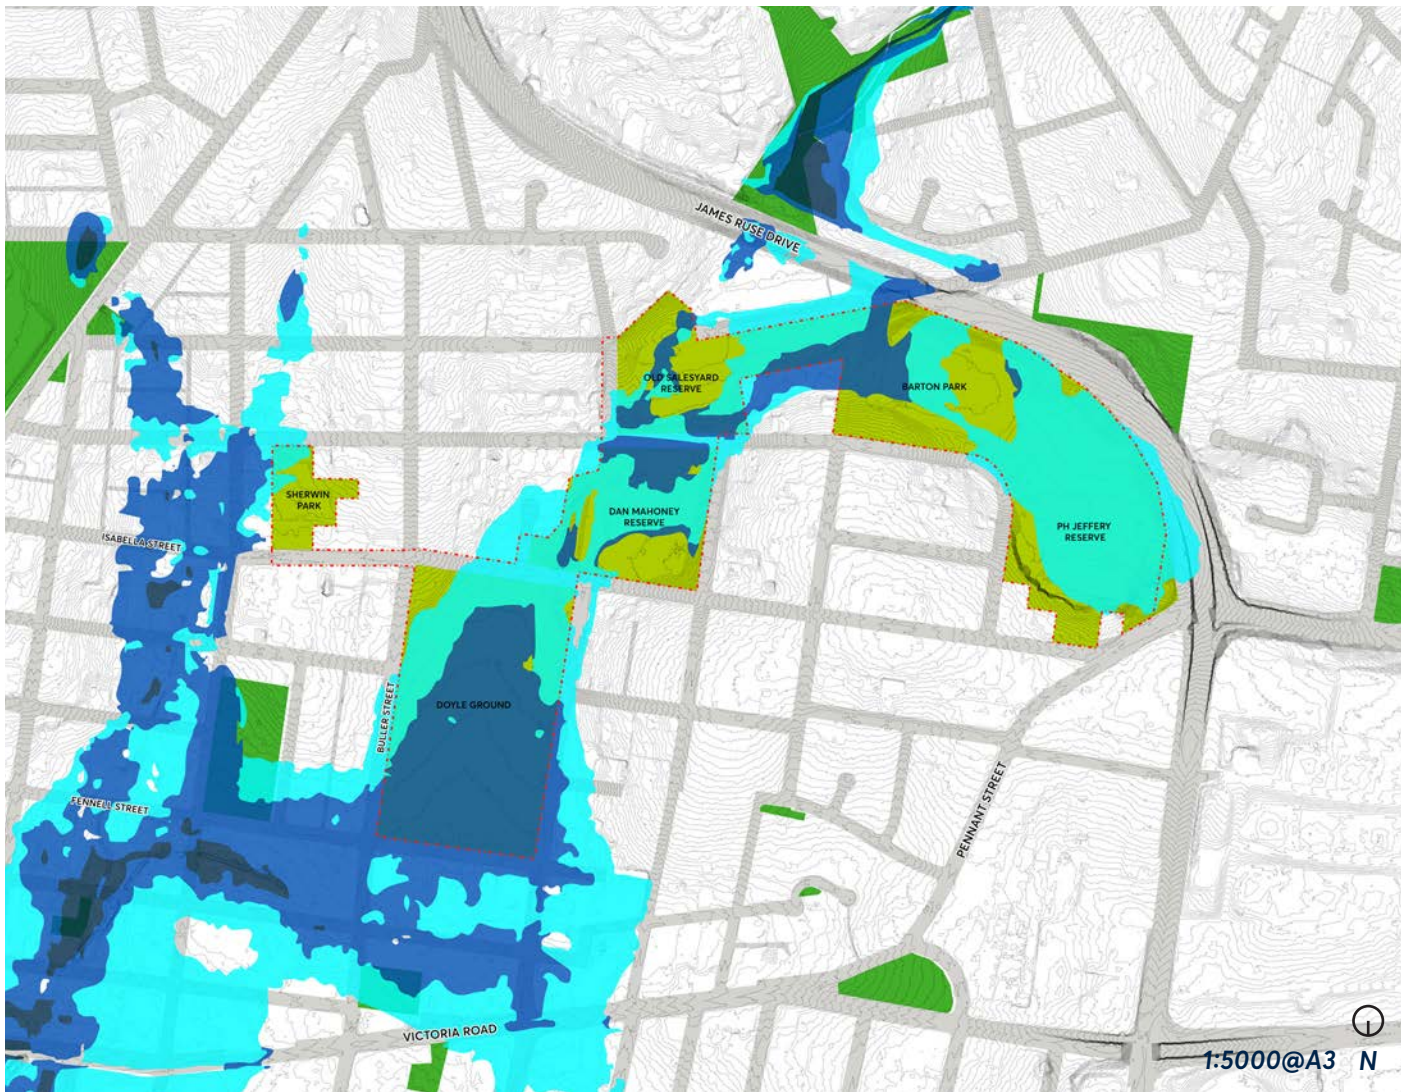 JAMES RUSE DRIVE
OLD SALESYARD
RESERVE
BARTON PARK
SHERWIN
PARK
DAN MAHONEY
RESERVE
PH JEFFERY
RESERVE
ISABELLA STREET
DOYLE GROUND
BULLER STREET
FENNELL STREET
PENNANT STREET
VICTORIA ROAD
1:5000@A3 N